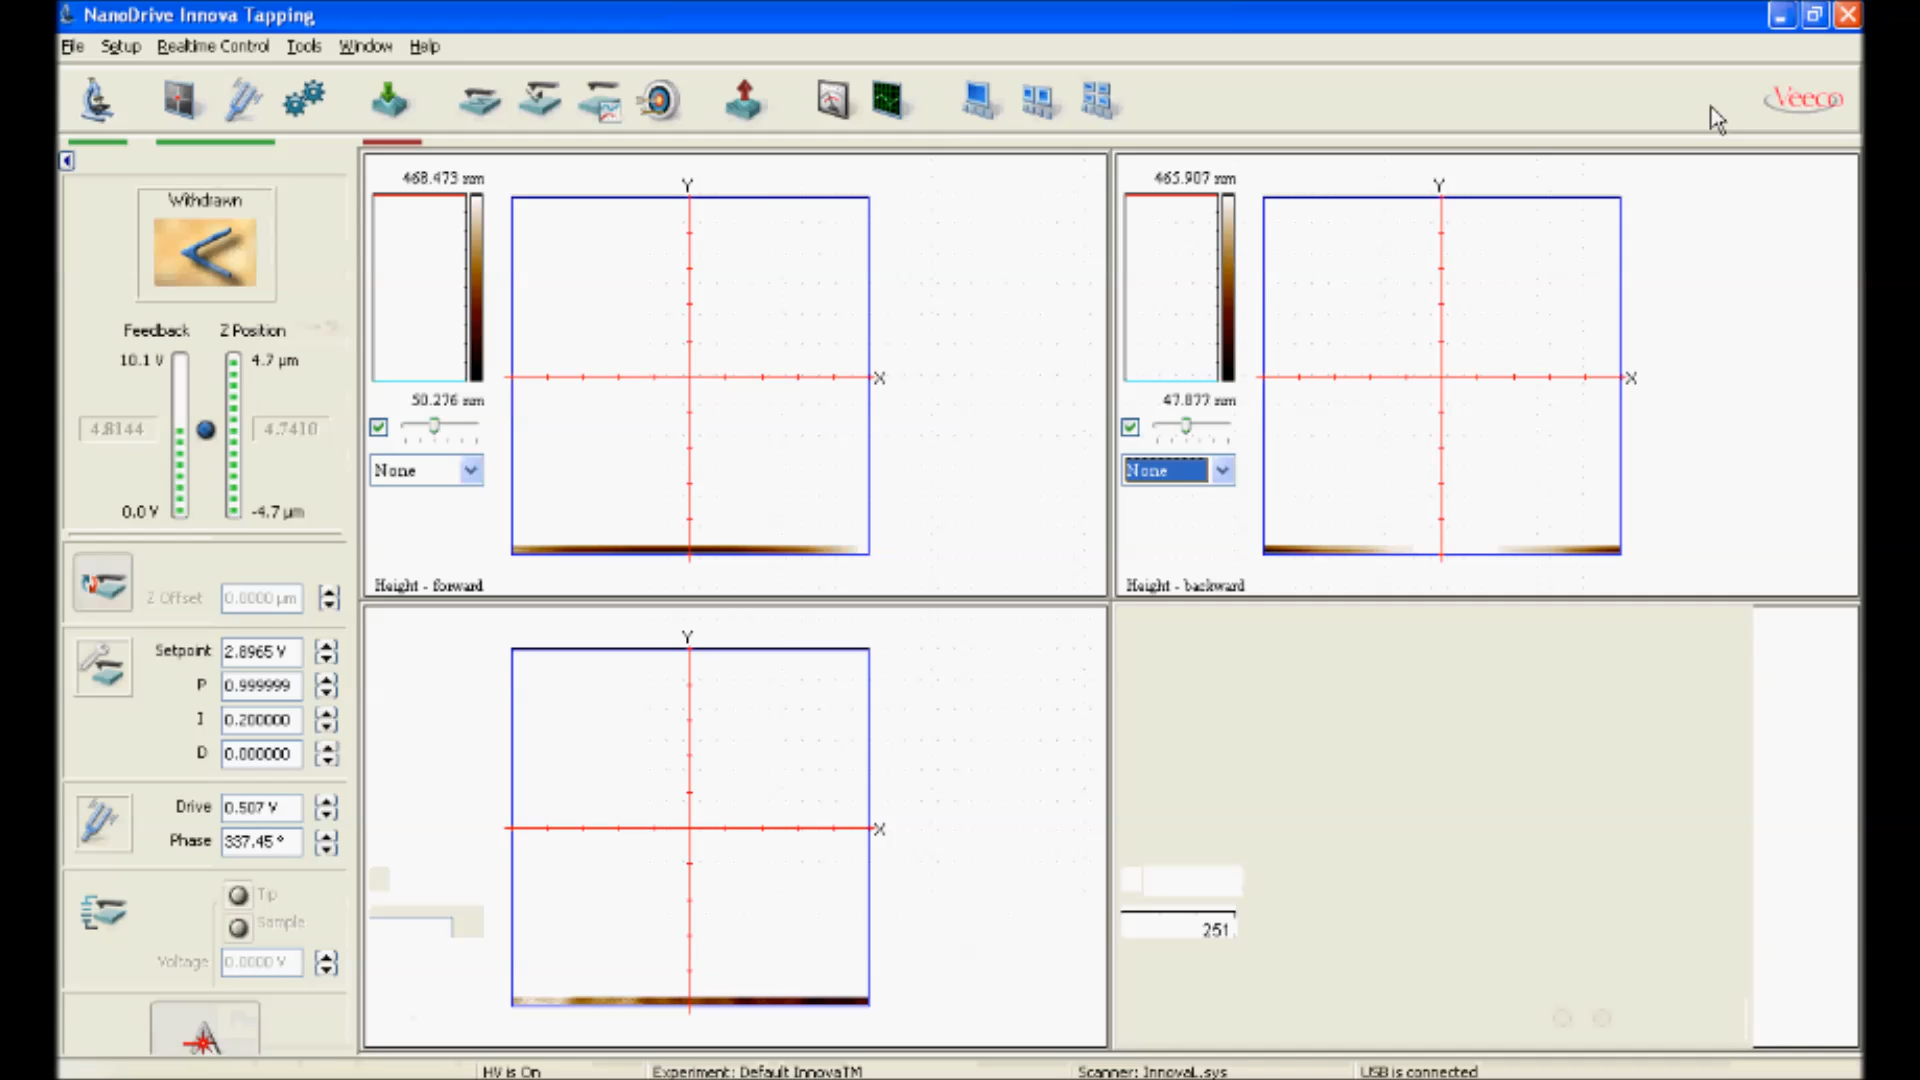 NanoDrive Innova Tapping
File Setup Realtime Control Tools Window Help
Veeco
Withdrawn
Feedback Z Position
10.1 V 4.7 µm
4.8144 4.7410
0.0 V -4.7 µm
Z Offset 0.0000 µm
Setpoint 2.8965 V
P 0.999999
I 0.200000
D 0.000000
Drive 0.507 V
Phase 337.45 °
Tip
Sample
Voltage 0.0000 V
468.473 nm
Y
X
50.276 nm
None
Height - forward
465.907 nm
Y
X
47.877 nm
None
Height - backward
Y
X
251
HV is On Experiment: Default InnovaTM Scanner: InnovaL.sys USB is connected